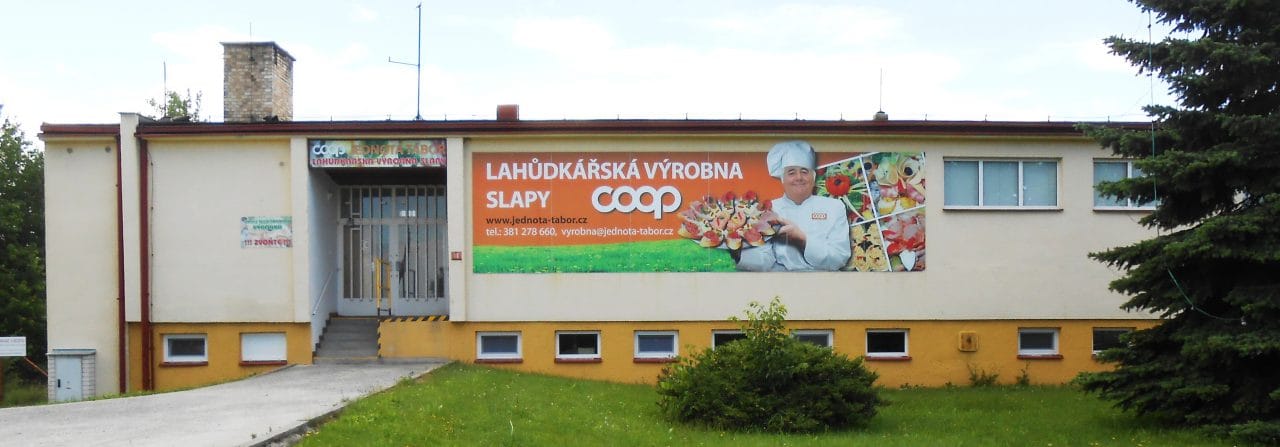 COOP JEDNOTA TÁBOR
LAHŮDKÁŘSKÁ VÝROBNA SLAPY
LAHŮDKÁŘSKÁ VÝROBNA
SLAPY COOP
www.jednota-tabor.cz
tel.: 381 278 660, vyrobna@jednota-tabor.cz
!!! ZVOŇTE !!!